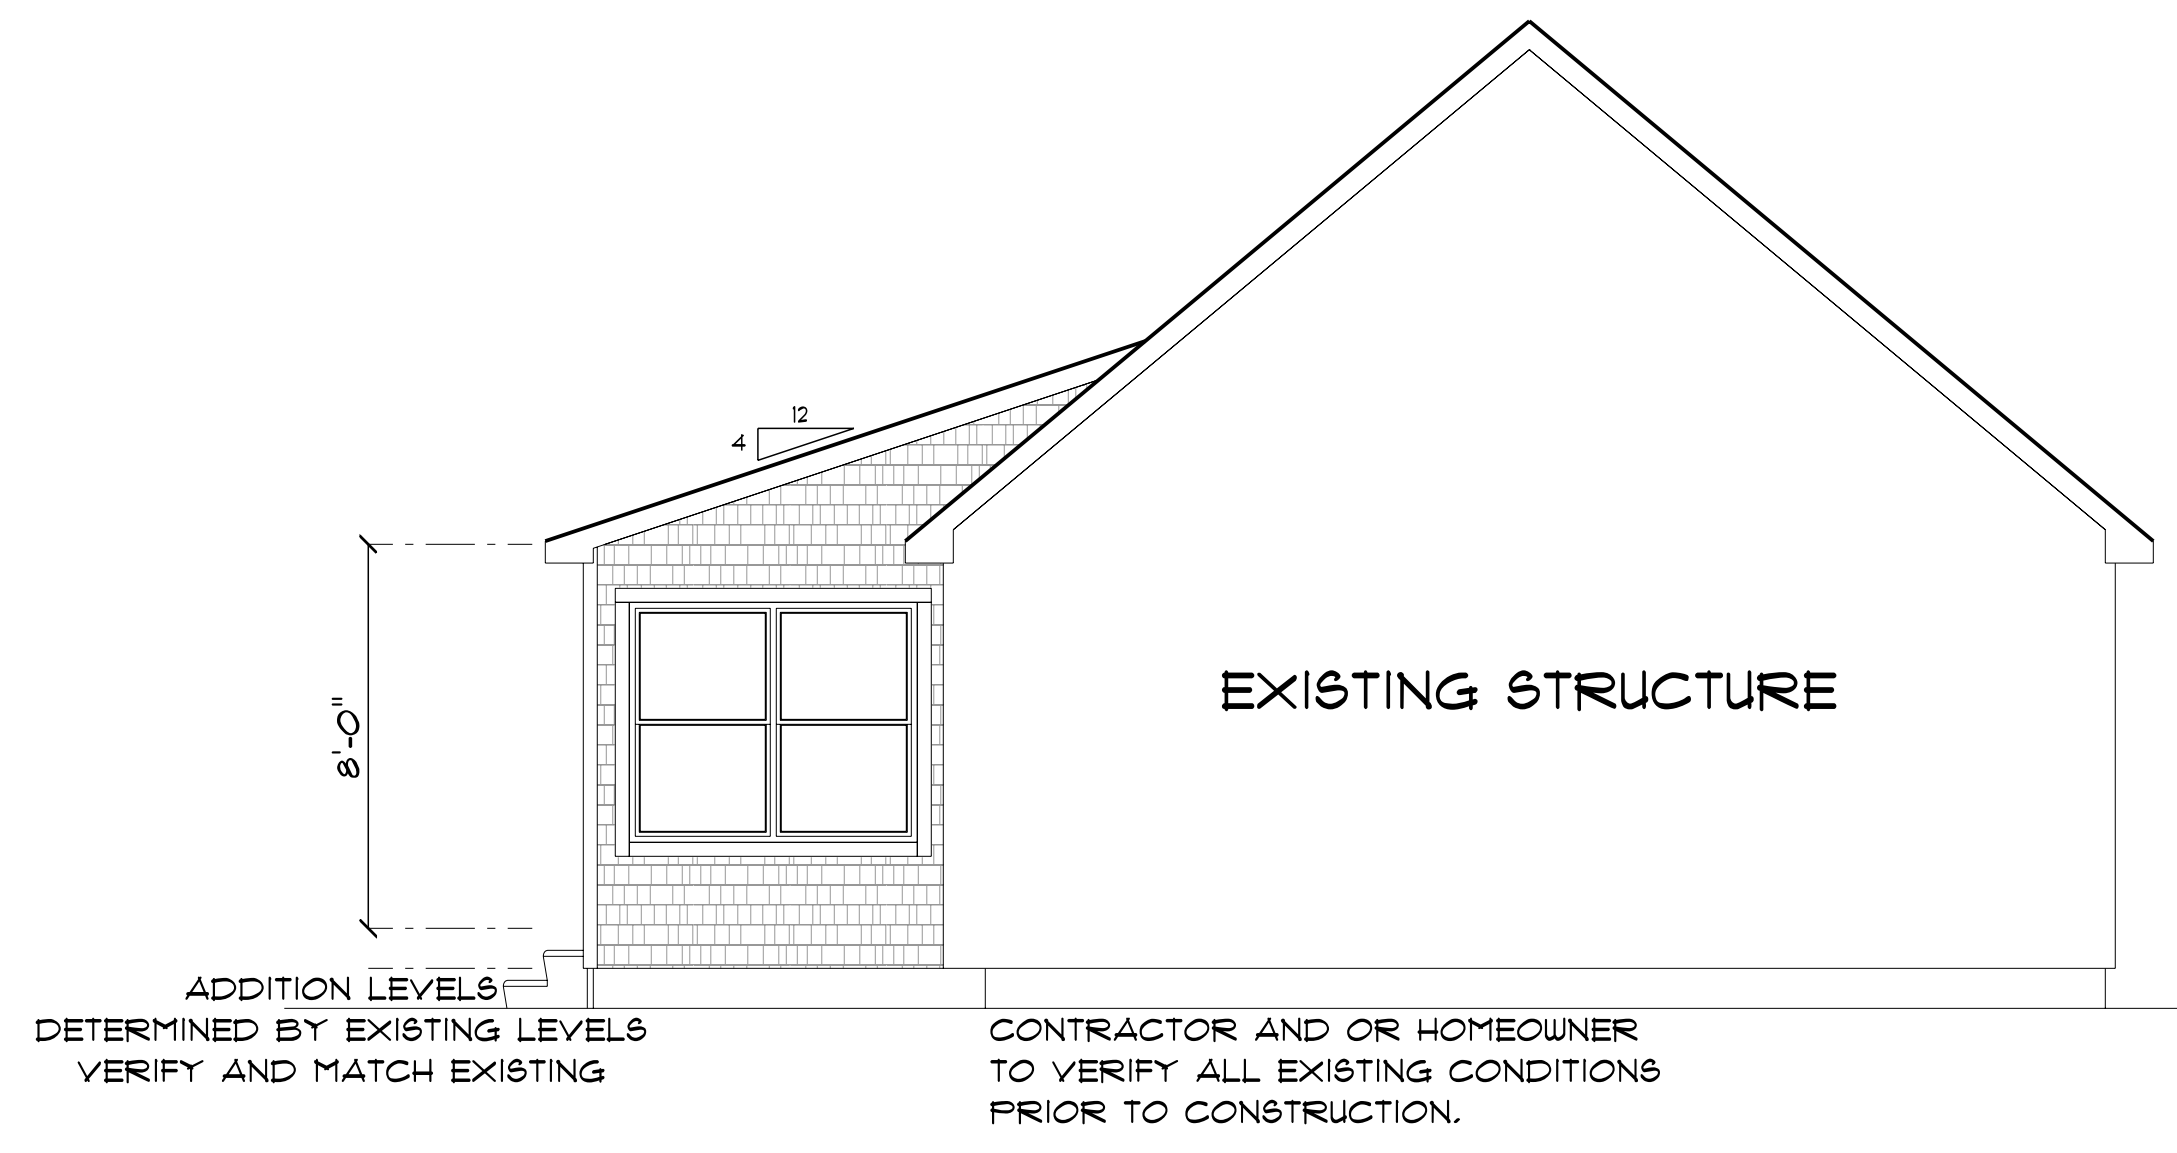 12
4
8'-0"
EXISTING STRUCTURE
ADDITION LEVELS
DETERMINED BY EXISTING LEVELS
VERIFY AND MATCH EXISTING
CONTRACTOR AND OR HOMEOWNER
TO VERIFY ALL EXISTING CONDITIONS
PRIOR TO CONSTRUCTION.